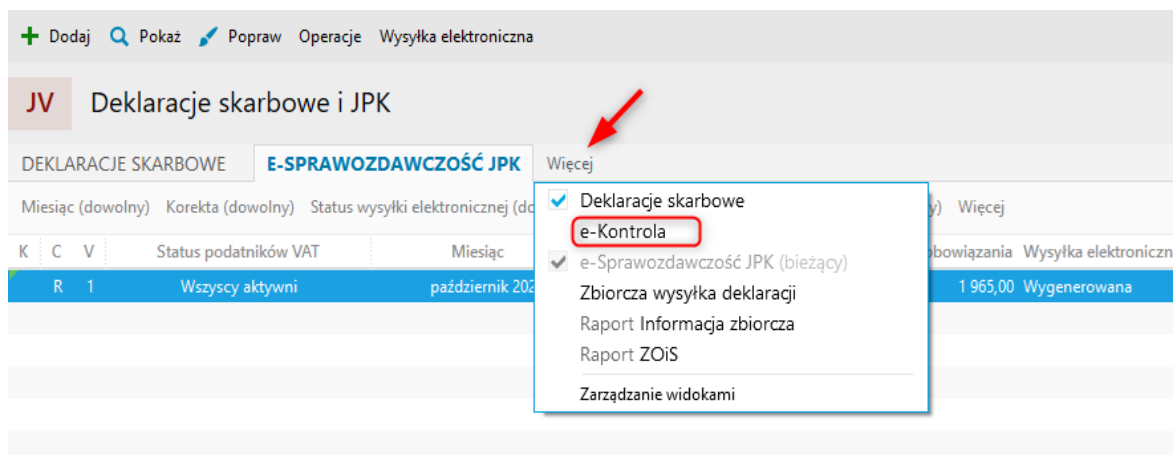 Dodaj Pokaż Popraw Operacje Wysyłka elektroniczna
JV Deklaracje skarbowe i JPK
DEKLARACJE SKARBOWE E-SPRAWOZDAWCZOŚĆ JPK Więcej
Miesiąc (dowolny) Korekta (dowolny) Status wysyłki elektronicznej Więcej
K C V Status podatników VAT Miesiąc Wysyłka
R 1 Wszyscy aktywni październik 1 965,00 Wygenerowana
Deklaracje skarbowe
e-Kontrola
e-Sprawozdawczość JPK (bieżący)
Zbiorcza wysyłka deklaracji
Raport Informacja zbiorcza
Raport ZOiS
Zarządzanie widokami